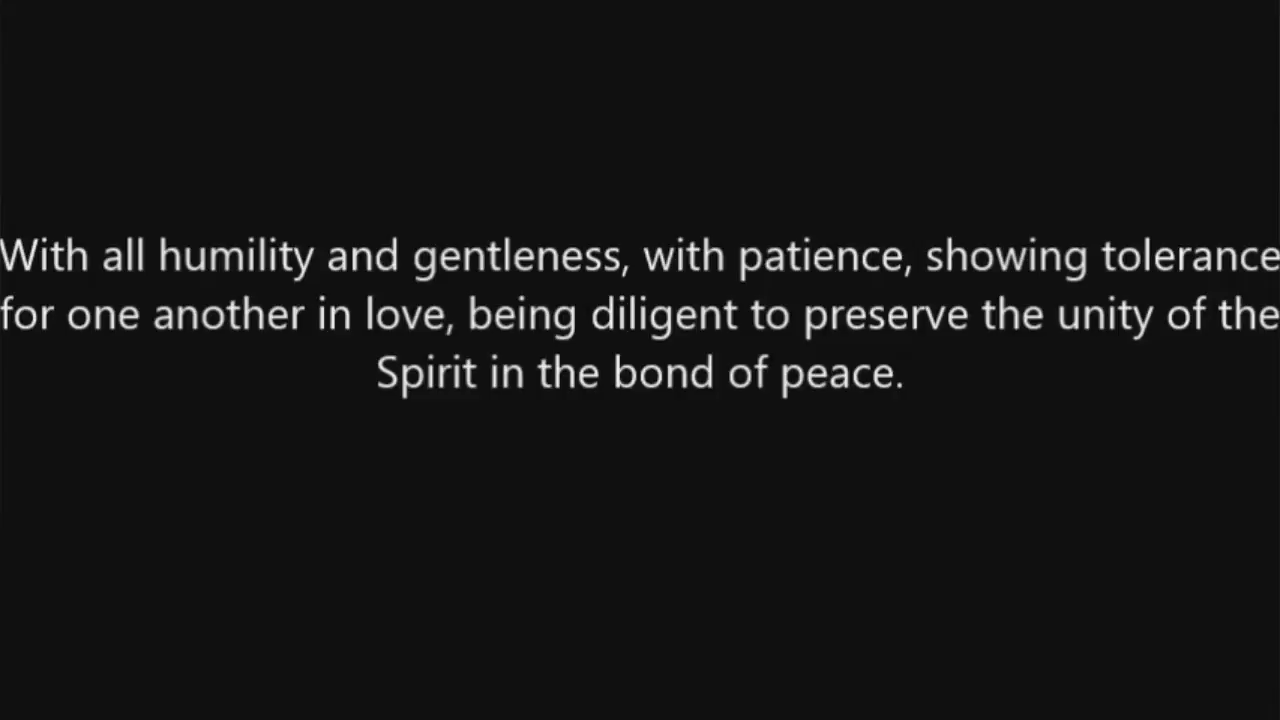 With all humility and gentleness, with patience, showing tolerance
for one another in love, being diligent to preserve the unity of the
Spirit in the bond of peace.